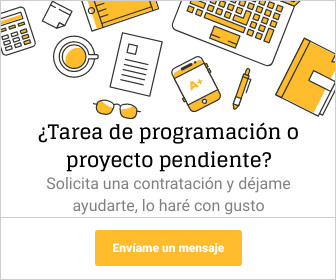 A+
¿Tarea de programación o
proyecto pendiente?
Solicita una contratación y déjame
ayudarte, lo haré con gusto
Envíame un mensaje